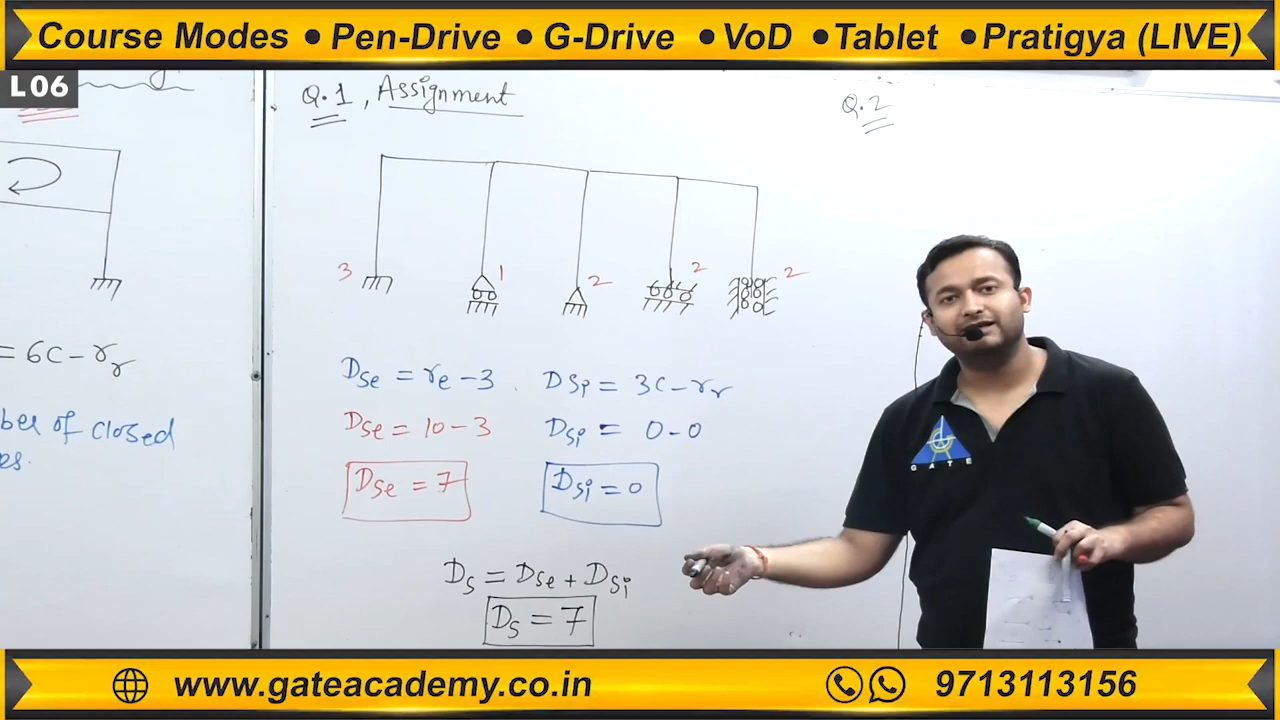 Course Modes • Pen-Drive • G-Drive • VoD • Tablet • Pratigya (LIVE)
L06
Q.1, Assignment
Q.2
3
1
2
2
2
= 6C - rr
ber of closed
es.
Dse = re - 3
Dsi = 3C - rr
Dse = 10 - 3
Dsi = 0 - 0
Dse = 7
Dsi = 0
Ds = Dse + Dsi
Ds = 7
GATE
www.gateacademy.co.in
9713113156